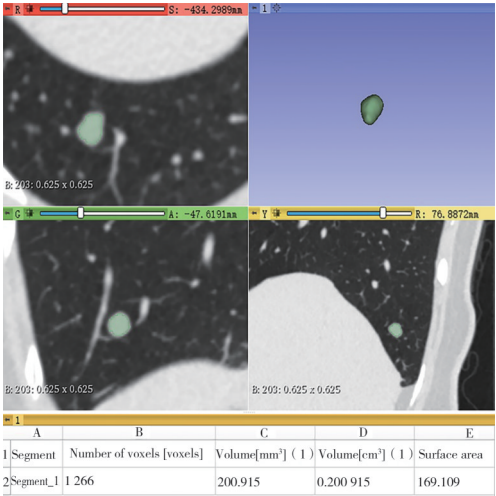 R S: -434.2989mm
1
B: 203: 0.625 x 0.625
G A: -47.6191mm
Y R: 76.8872mm
B: 203: 0.625 x 0.625
B: 203: 0.625 x 0.625
1
A B C D E
1 Segment Number of voxels [voxels] Volume[mm³] (1) Volume[cm³] (1) Surface area
2 Segment_1 1 266 200.915 0.200 915 169.109